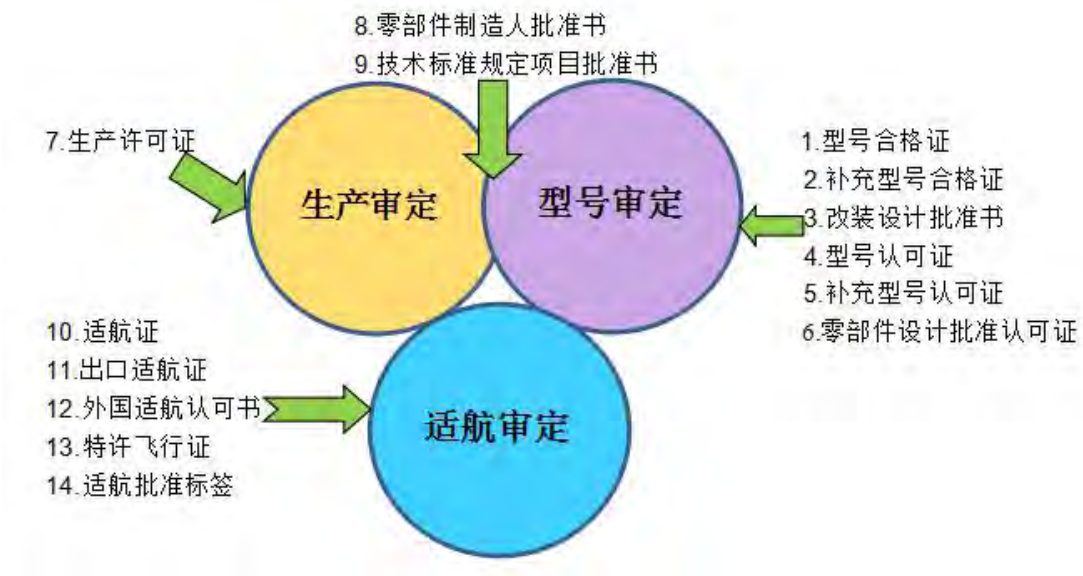 8.零部件制造人批准书
9.技术标准规定项目批准书
7.生产许可证
生产审定
型号审定
1.型号合格证
2.补充型号合格证
3.改装设计批准书
4.型号认可证
5.补充型号认可证
6.零部件设计批准认可证
10.适航证
11.出口适航证
12.外国适航认可书
13.特许飞行证
14.适航批准标签
适航审定